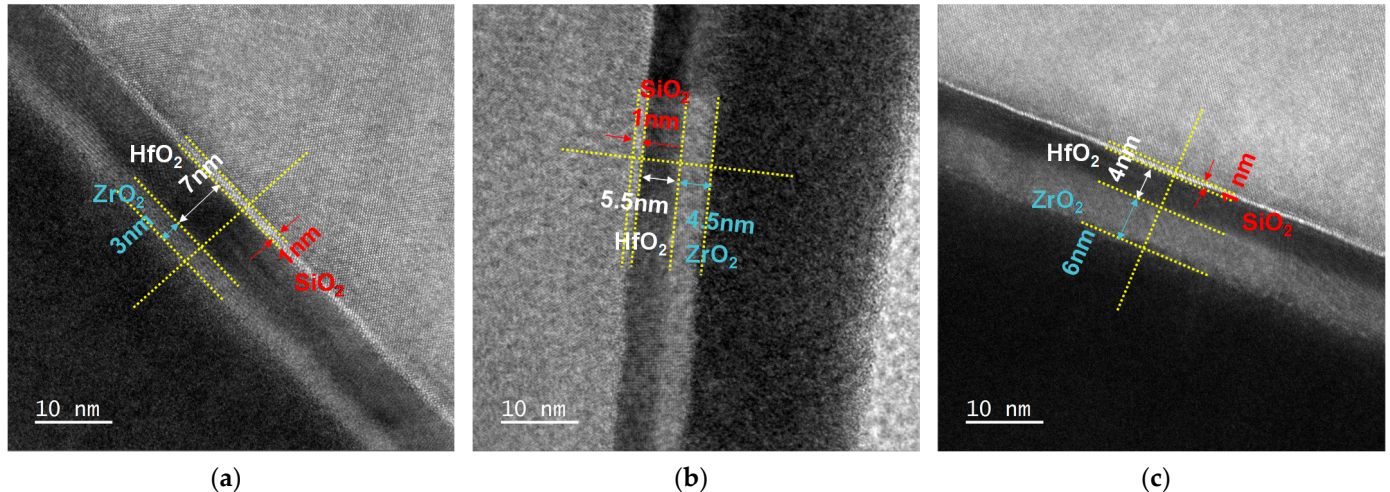 HfO₂
7nm
ZrO₂
3nm
1nm
SiO₂
10 nm
(a)
SiO₂
1nm
5.5nm
4.5nm
HfO₂
ZrO₂
10 nm
(b)
HfO₂
4nm
1 nm
ZrO₂
SiO₂
6nm
10 nm
(c)